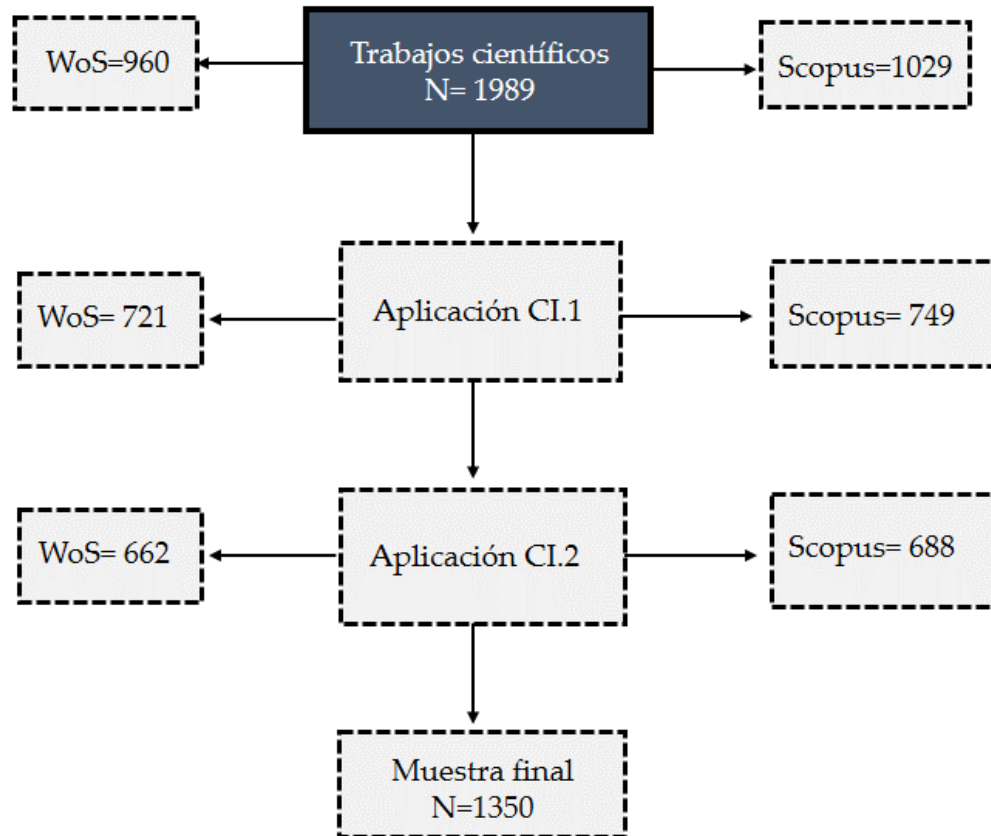 WoS=960
Trabajos científicos
N= 1989
Scopus=1029
WoS= 721
Aplicación CI.1
Scopus= 749
WoS= 662
Aplicación CI.2
Scopus= 688
Muestra final
N=1350